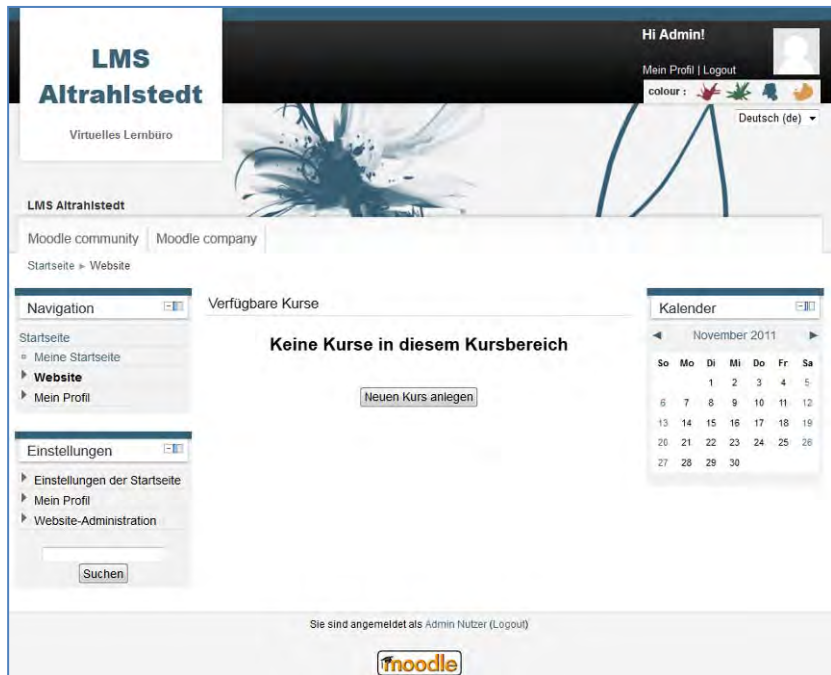 LMS
Altrahlstedt
Virtuelles Lernbüro
Hi Admin!
Mein Profil | Logout
colour :
Deutsch (de)
LMS Altrahlstedt
Moodle community Moodle company
Startseite ► Website
Navigation
Startseite
Meine Startseite
Website
Mein Profil
Einstellungen
Einstellungen der Startseite
Mein Profil
Website-Administration
Suchen
Verfügbare Kurse
Keine Kurse in diesem Kursbereich
Neuen Kurs anlegen
Kalender
◄ November 2011 ►
So Mo Di Mi Do Fr Sa
1 2 3 4 5
6 7 8 9 10 11 12
13 14 15 16 17 18 19
20 21 22 23 24 25 26
27 28 29 30
Sie sind angemeldet als Admin Nutzer (Logout)
moodle